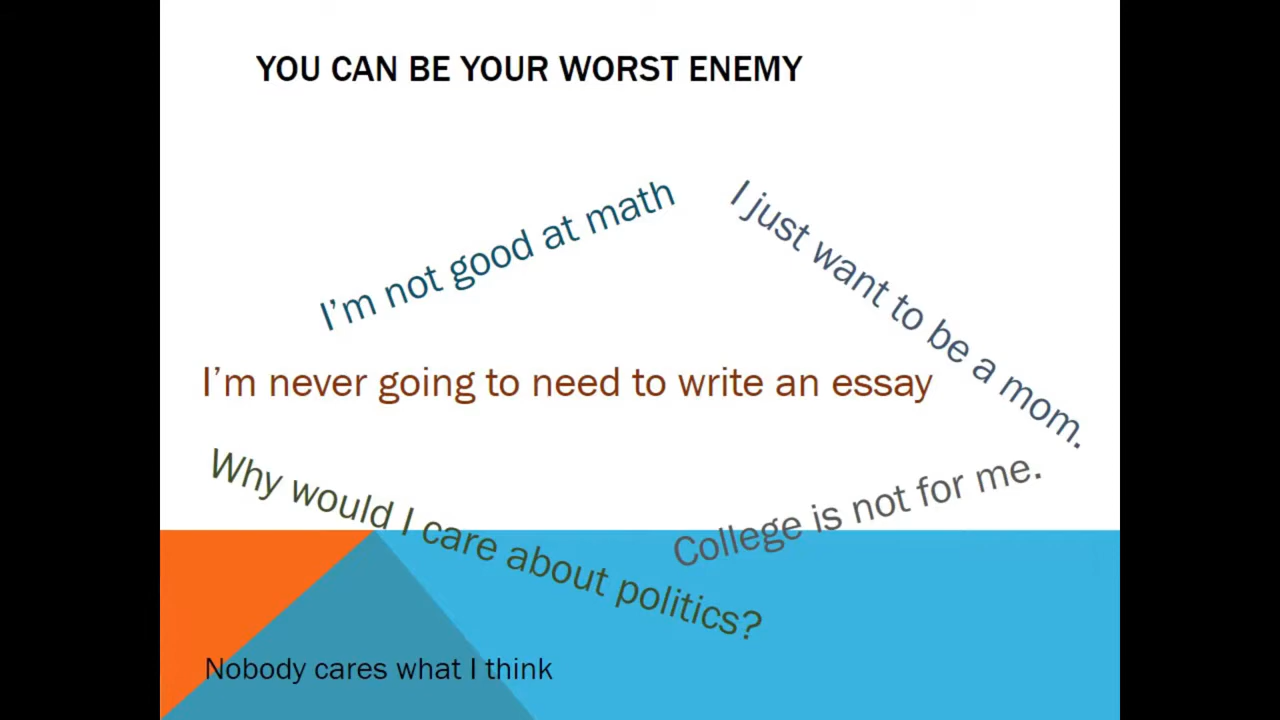 YOU CAN BE YOUR WORST ENEMY
I'm not good at math
I just want to be a mom.
I'm never going to need to write an essay
Why would I care about politics?
College is not for me.
Nobody cares what I think